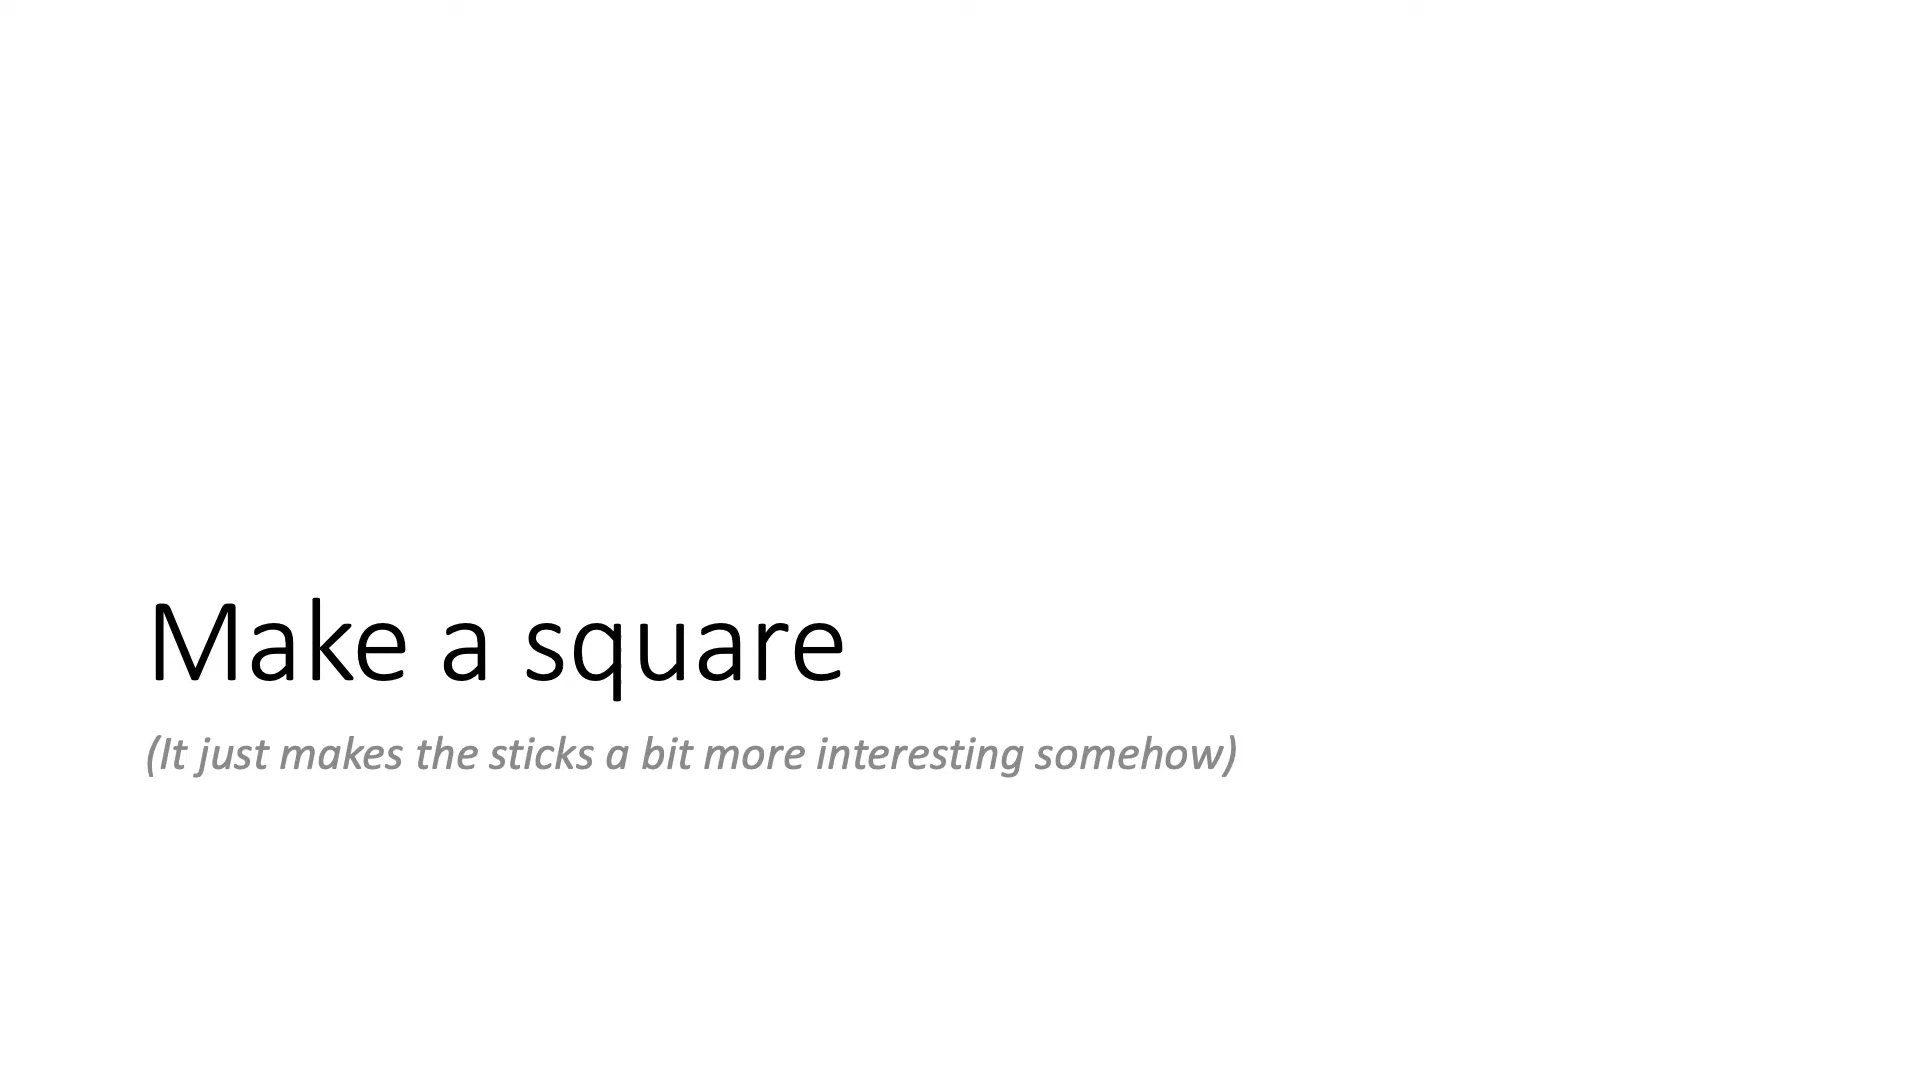 Make a square
(It just makes the sticks a bit more interesting somehow)